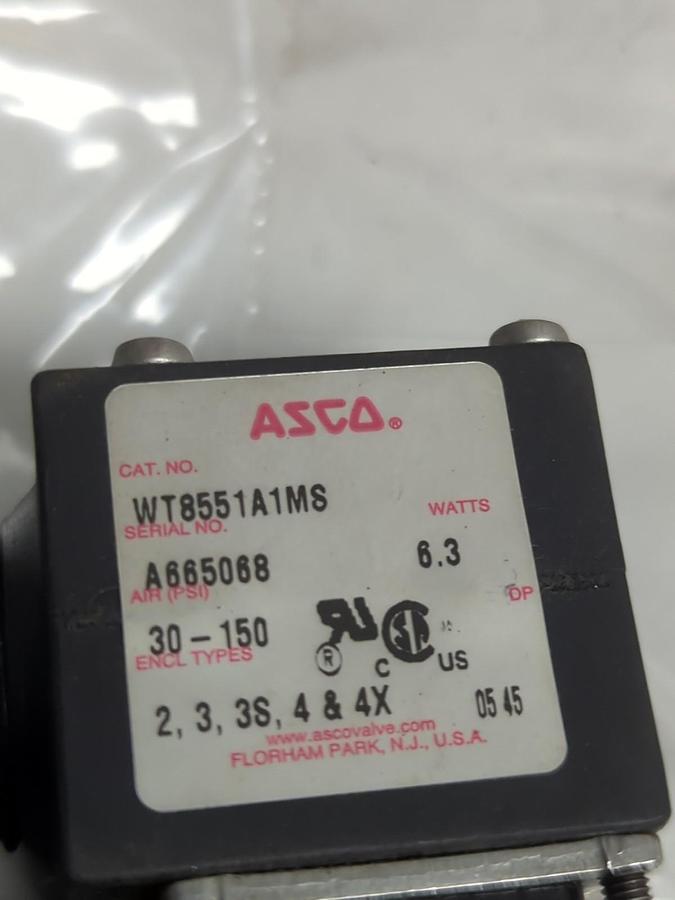 ASCO®
CAT. NO.
WT8551A1MS
SERIAL NO.
WATTS
A665068
6.3
AIR (PSI)
OP
30-150
ENCL TYPES
® C US
2, 3, 3S, 4 & 4X
05 45
www.ascovalve.com
FLORHAM PARK, N.J., U.S.A.